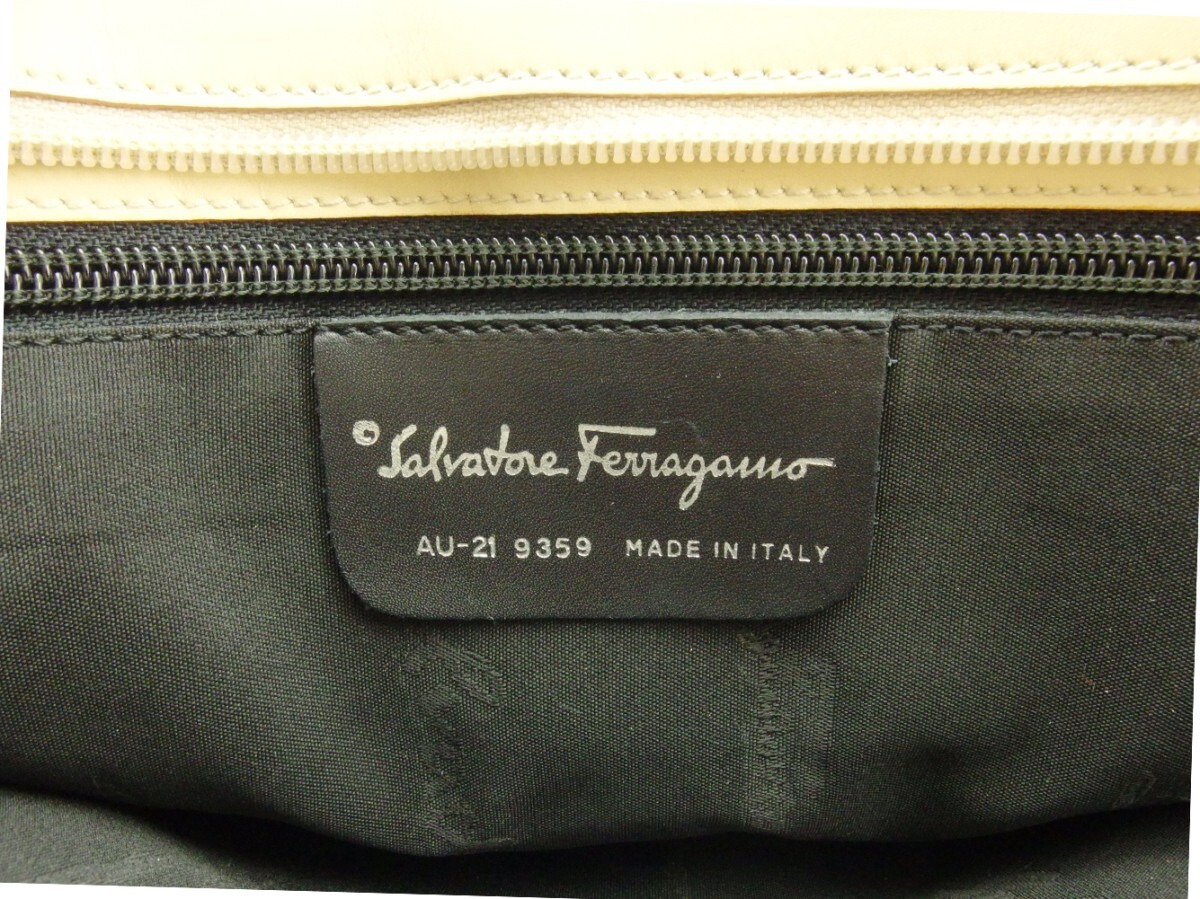 © Salvatore Ferragamo
AU-21 9359 MADE IN ITALY